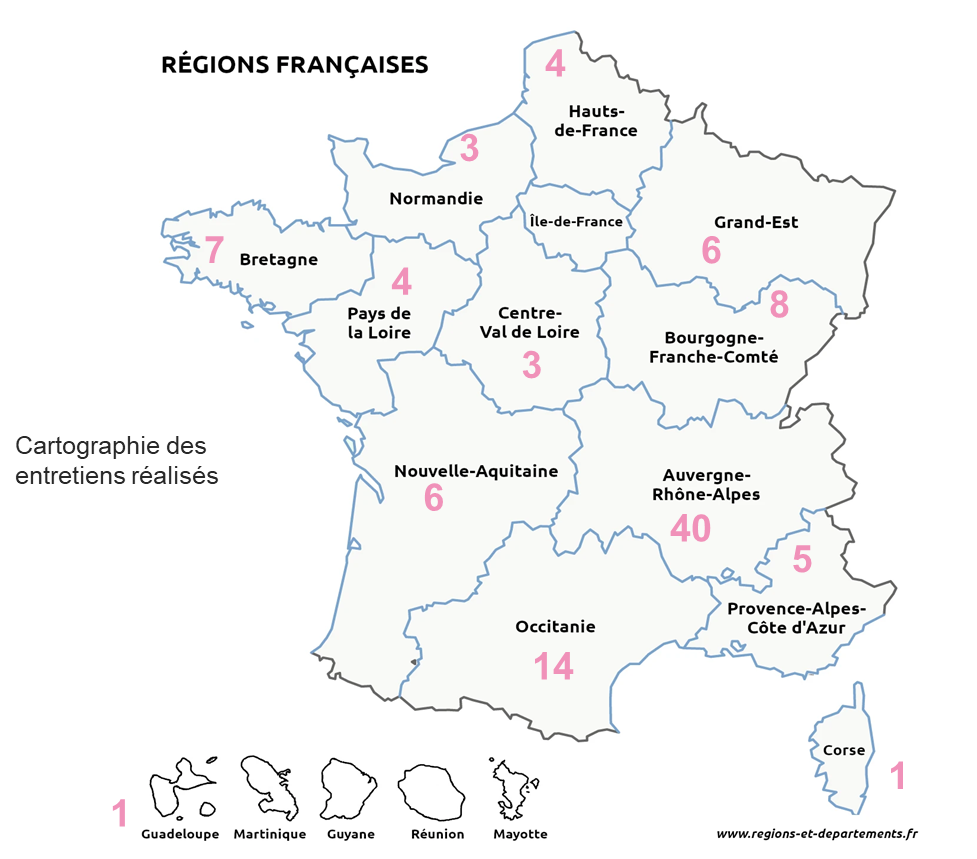 RÉGIONS FRANÇAISES
4
Hauts-
de-France
3
Normandie
Île-de-France
Grand-Est
6
7
Bretagne
4
Pays de
la Loire
Centre-
Val de Loire
3
8
Bourgogne-
Franche-Comté
Cartographie des
entretiens réalisés
Nouvelle-Aquitaine
6
Auvergne-
Rhône-Alpes
40
5
Provence-Alpes-
Côte d'Azur
Occitanie
14
Corse
1
1
Guadeloupe
Martinique
Guyane
Réunion
Mayotte
www.regions-et-departements.fr